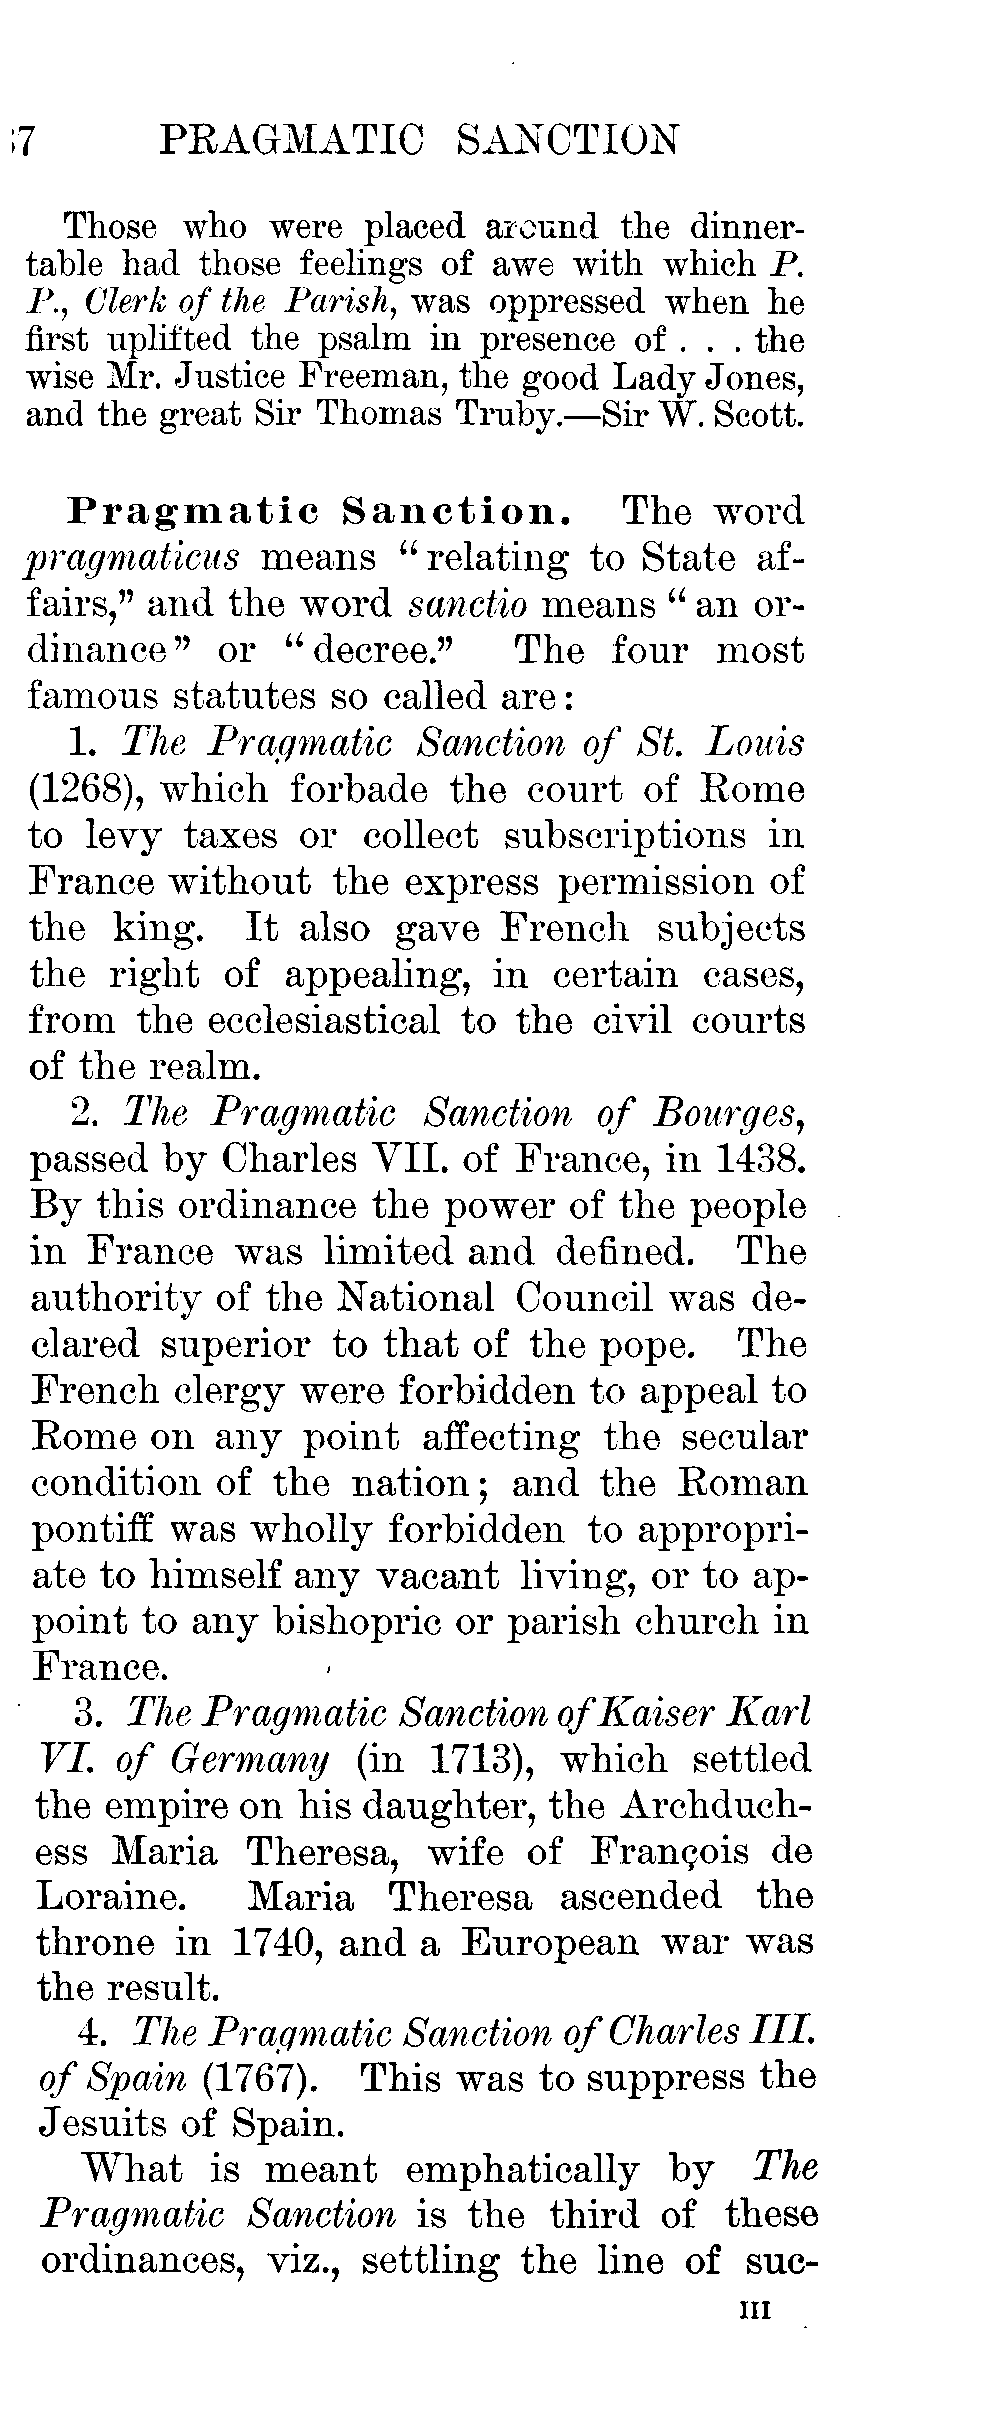 7 PRAGMATIC SANCTION
Those who were placed around the dinner-
table had those feelings of awe with which P.
P., Clerk of the Parish, was oppressed when he
first uplifted the psalm in presence of . . . the
wise Mr. Justice Freeman, the good Lady Jones,
and the great Sir Thomas Truby.—Sir W. Scott.
Pragmatic Sanction. The word
pragmaticus means “relating to State af-
fairs,” and the word sanctio means “an or-
dinance” or “decree.” The four most
famous statutes so called are:
1. The Pragmatic Sanction of St. Louis
(1268), which forbade the court of Rome
to levy taxes or collect subscriptions in
France without the express permission of
the king. It also gave French subjects
the right of appealing, in certain cases,
from the ecclesiastical to the civil courts
of the realm.
2. The Pragmatic Sanction of Bourges,
passed by Charles VII. of France, in 1438.
By this ordinance the power of the people
in France was limited and defined. The
authority of the National Council was de-
clared superior to that of the pope. The
French clergy were forbidden to appeal to
Rome on any point affecting the secular
condition of the nation; and the Roman
pontiff was wholly forbidden to appropri-
ate to himself any vacant living, or to ap-
point to any bishopric or parish church in
France.
3. The Pragmatic Sanction of Kaiser Karl
VI. of Germany (in 1713), which settled
the empire on his daughter, the Archduch-
ess Maria Theresa, wife of François de
Loraine. Maria Theresa ascended the
throne in 1740, and a European war was
the result.
4. The Pragmatic Sanction of Charles III.
of Spain (1767). This was to suppress the
Jesuits of Spain.
What is meant emphatically by The
Pragmatic Sanction is the third of these
ordinances, viz., settling the line of suc-
III